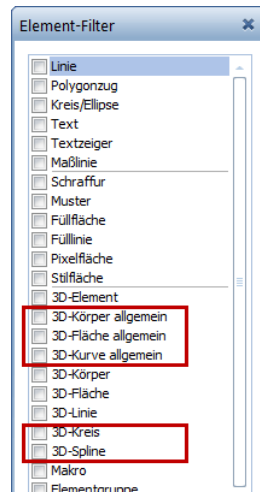 Element-Filter
Linie
Polygonzug
Kreis/Ellipse
Text
Textzeiger
Maßlinie
Schraffur
Muster
Füllfläche
Fülllinie
Pixelfläche
Stilfläche
3D-Element
3D-Körper allgemein
3D-Fläche allgemein
3D-Kurve allgemein
3D-Körper
3D-Fläche
3D-Linie
3D-Kreis
3D-Spline
Makro
Elementgruppe